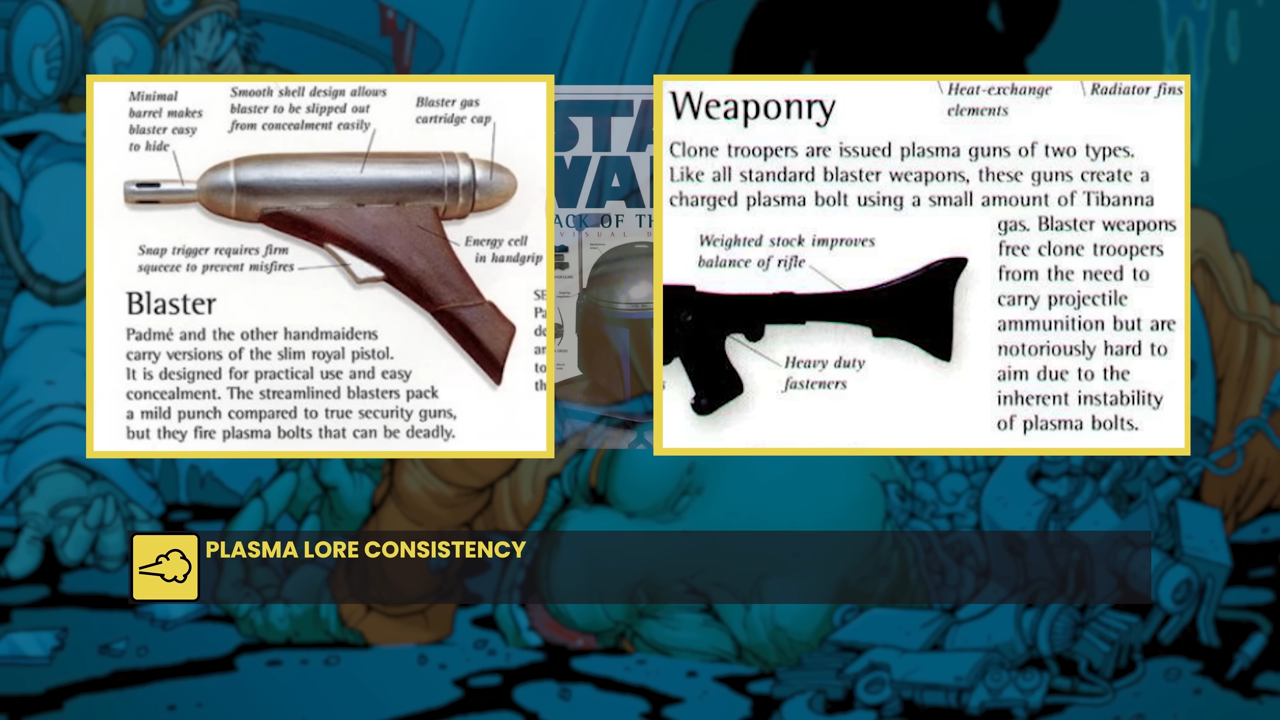 Minimal
barrel makes
blaster easy
to hide
Smooth shell design allows
blaster to be slipped out
from concealment easily
Blaster gas
cartridge cap
Snap trigger requires firm
squeeze to prevent misfires
Energy cell
in handgrip
Blaster
Padmé and the other handmaidens
carry versions of the slim royal pistol.
It is designed for practical use and easy
concealment. The streamlined blasters pack
a mild punch compared to true security guns,
but they fire plasma bolts that can be deadly.
Heat-exchange
elements
Radiator fins
Weaponry
Clone troopers are issued plasma guns of two types.
Like all standard blaster weapons, these guns create a
charged plasma bolt using a small amount of Tibanna
gas. Blaster weapons
free clone troopers
from the need to
carry projectile
ammunition but are
notoriously hard to
aim due to the
inherent instability
of plasma bolts.
Weighted stock improves
balance of rifle
Heavy duty
fasteners
PLASMA LORE CONSISTENCY